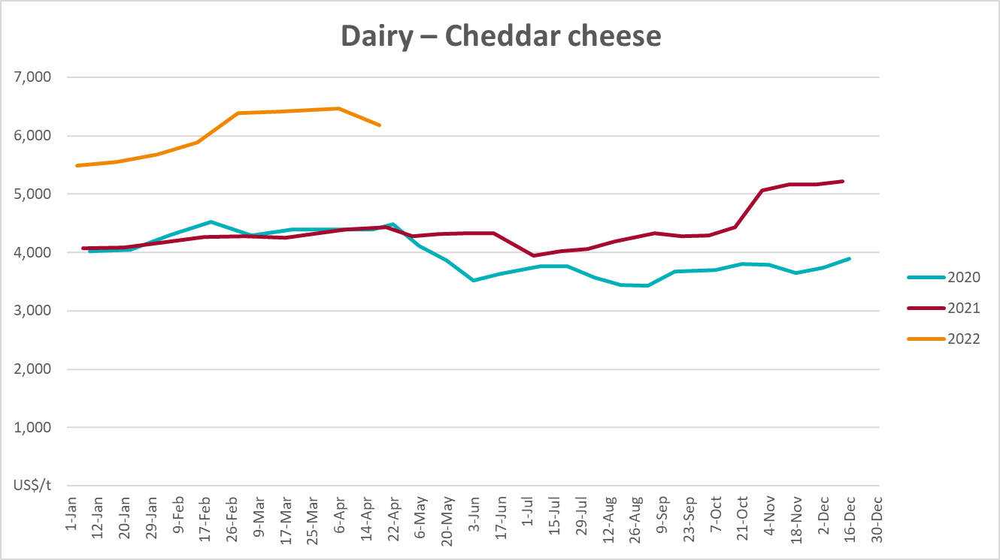 Dairy – Cheddar cheese
7,000
6,000
5,000
4,000
3,000
2,000
1,000
US$/t
1-Jan
12-Jan
20-Jan
29-Jan
9-Feb
17-Feb
26-Feb
9-Mar
17-Mar
25-Mar
6-Apr
14-Apr
22-Apr
6-May
20-May
3-Jun
17-Jun
1-Jul
15-Jul
29-Jul
12-Aug
26-Aug
9-Sep
23-Sep
7-Oct
21-Oct
4-Nov
18-Nov
2-Dec
16-Dec
30-Dec
2020
2021
2022